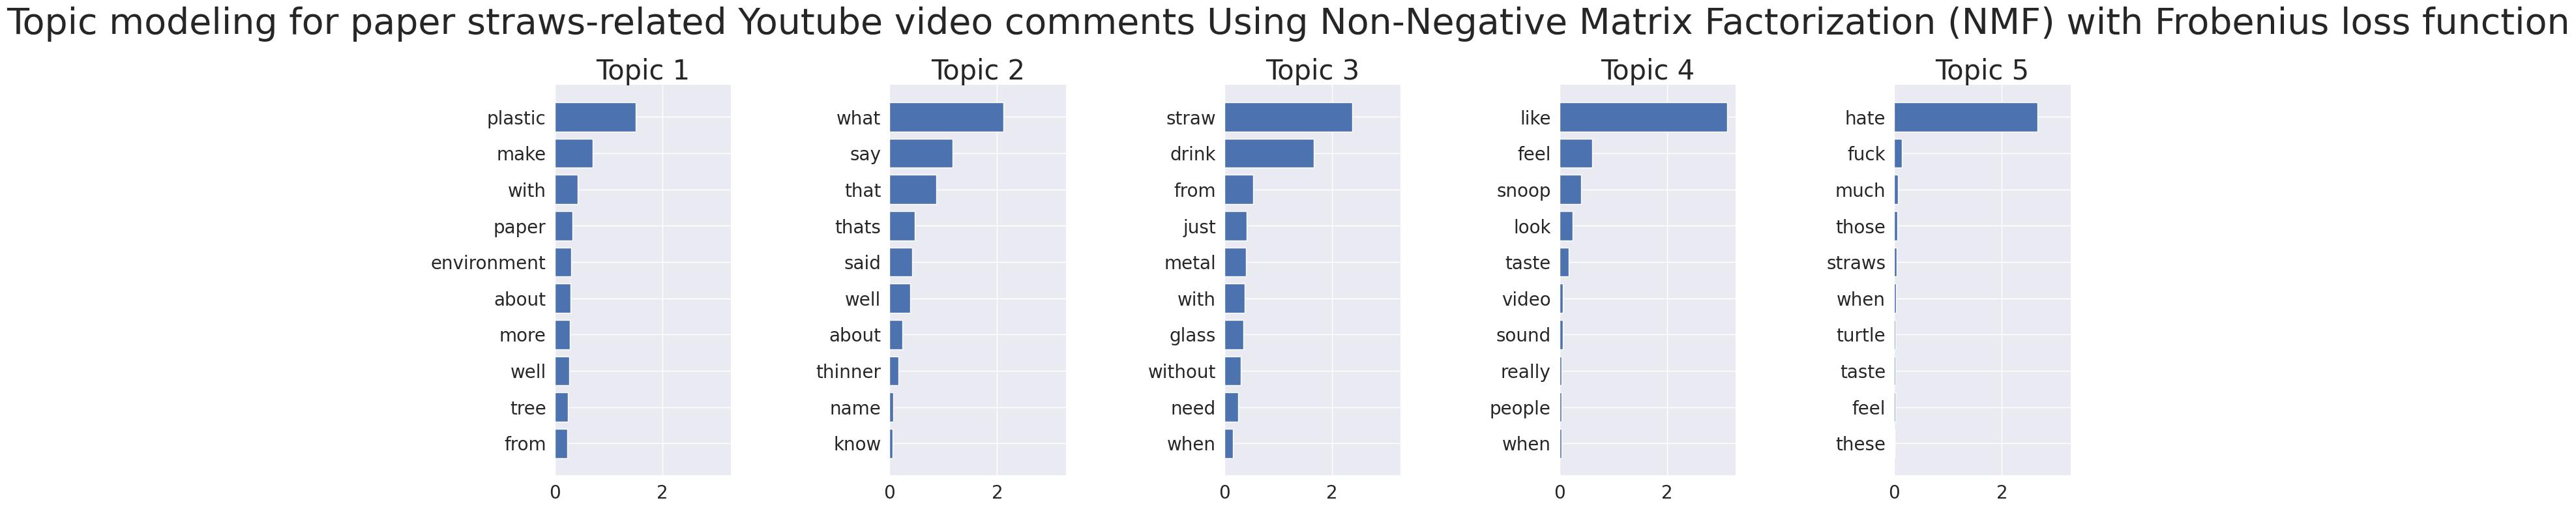 Topic modeling for paper straws-related Youtube video comments Using Non-Negative Matrix Factorization (NMF) with Frobenius loss function
Topic 1
plastic
make
with
paper
environment
about
more
well
tree
from
0 2
Topic 2
what
say
that
thats
said
well
about
thinner
name
know
0 2
Topic 3
straw
drink
from
just
metal
with
glass
without
need
when
0 2
Topic 4
like
feel
snoop
look
taste
video
sound
really
people
when
0 2
Topic 5
hate
fuck
much
those
straws
when
turtle
taste
feel
these
0 2